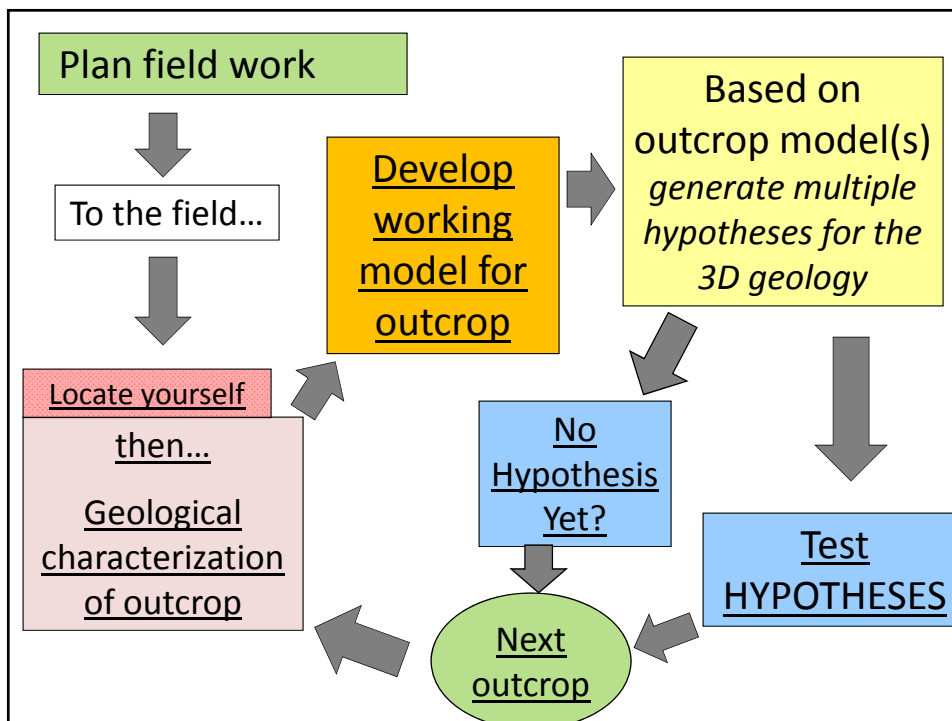 Plan field work
To the field…
Locate yourself
then…
Geological
characterization
of outcrop
Develop
working
model for
outcrop
Based on
outcrop model(s)
generate multiple
hypotheses for the
3D geology
No
Hypothesis
Yet?
Test
HYPOTHESES
Next
outcrop